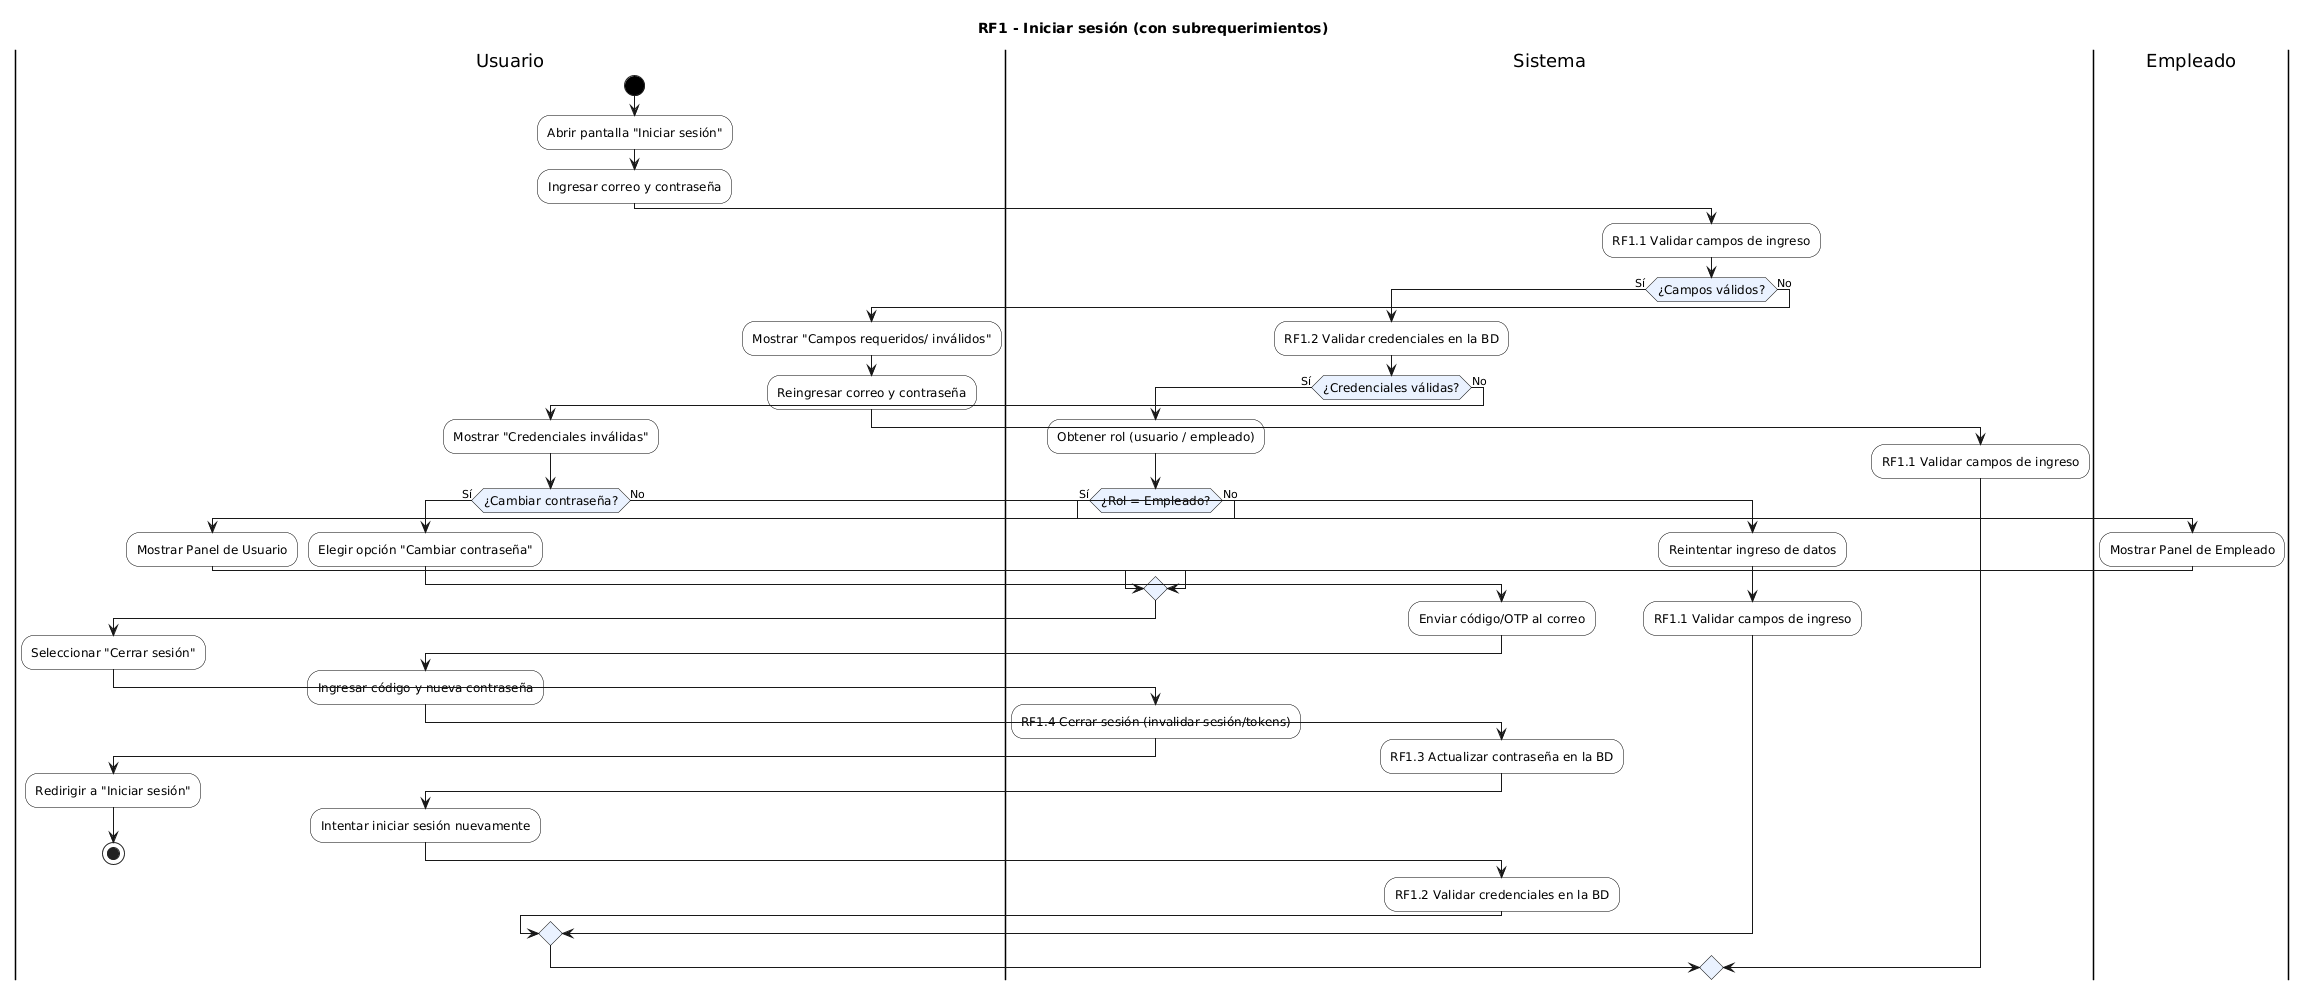 RF1 - Iniciar sesión (con subrequerimientos)
Usuario
Sistema
Empleado
Abrir pantalla "Iniciar sesión"
Ingresar correo y contraseña
RF1.1 Validar campos de ingreso
Sí
¿Campos válidos?
No
Mostrar "Campos requeridos/ inválidos"
RF1.2 Validar credenciales en la BD
Reingresar correo y contraseña
Sí
¿Credenciales válidas?
No
Mostrar "Credenciales inválidas"
Obtener rol (usuario / empleado)
RF1.1 Validar campos de ingreso
Sí
¿Cambiar contraseña?
No
Sí
¿Rol = Empleado?
No
Mostrar Panel de Usuario
Elegir opción "Cambiar contraseña"
Reintentar ingreso de datos
Mostrar Panel de Empleado
Enviar código/OTP al correo
RF1.1 Validar campos de ingreso
Seleccionar "Cerrar sesión"
Ingresar código y nueva contraseña
RF1.4 Cerrar sesión (invalidar sesión/tokens)
RF1.3 Actualizar contraseña en la BD
Redirigir a "Iniciar sesión"
Intentar iniciar sesión nuevamente
RF1.2 Validar credenciales en la BD